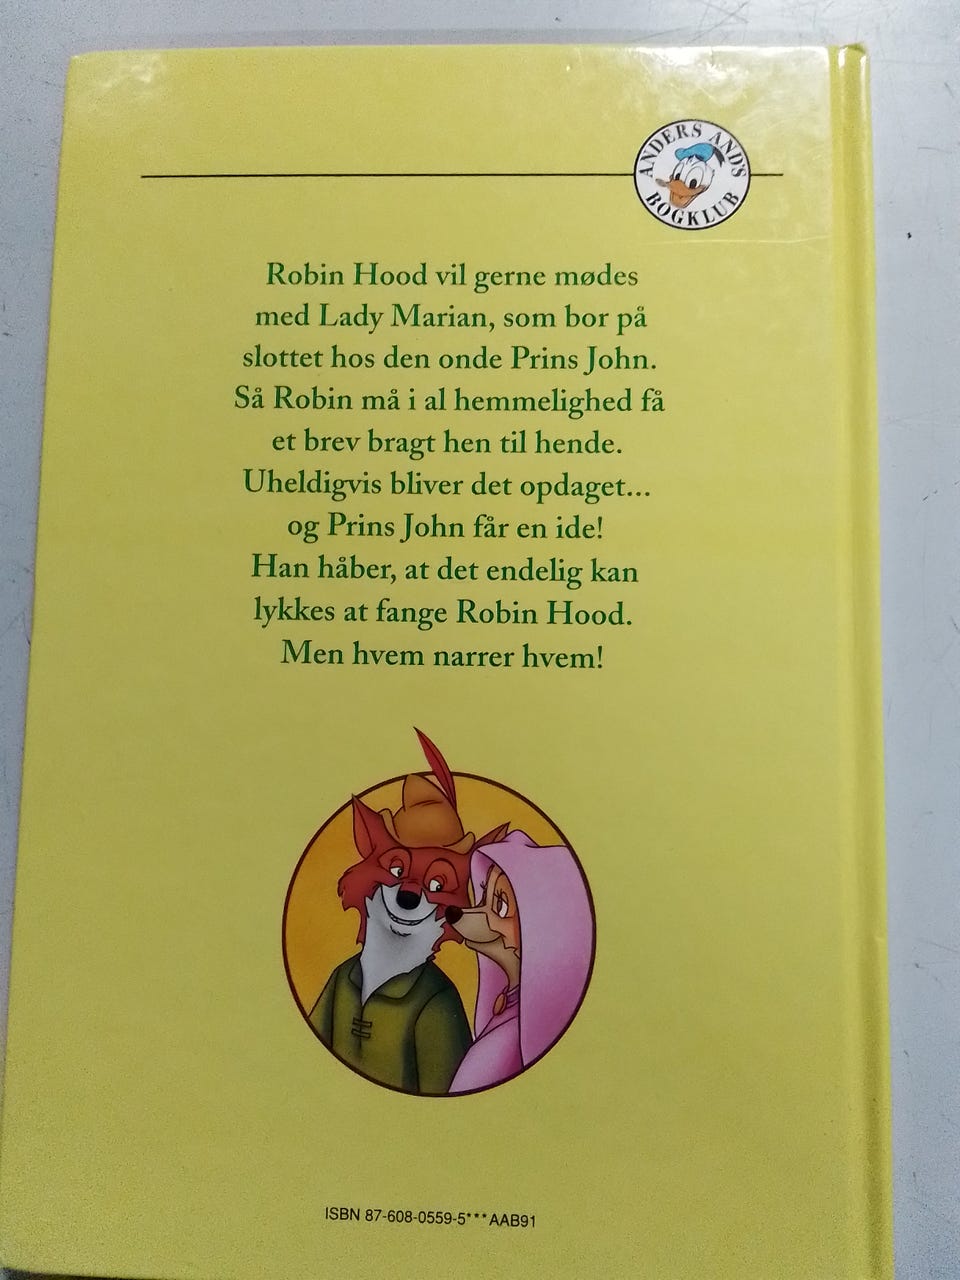 ANDERS AND'S
BOGKLUB
Robin Hood vil gerne mødes
med Lady Marian, som bor på
slottet hos den onde Prins John.
Så Robin må i al hemmelighed få
et brev bragt hen til hende.
Uheldigvis bliver det opdaget...
og Prins John får en ide!
Han håber, at det endelig kan
lykkes at fange Robin Hood.
Men hvem narrer hvem!
ISBN 87-608-0559-5***AAB91